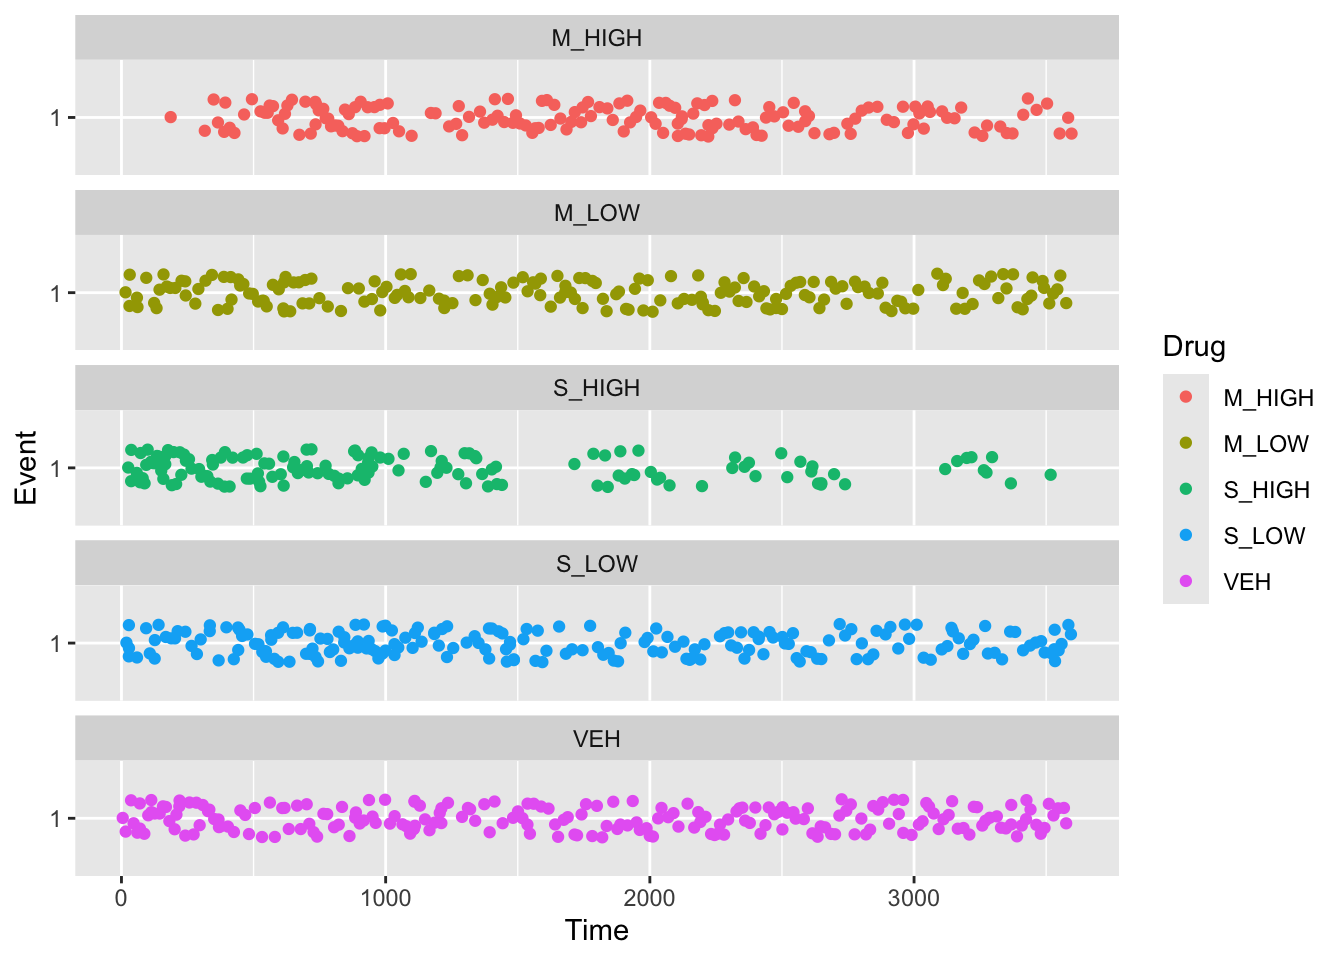 M_HIGH
1
M_LOW
1
S_HIGH
1
S_LOW
1
VEH
1
0 1000 2000 3000
Time
Event
Drug
M_HIGH
M_LOW
S_HIGH
S_LOW
VEH